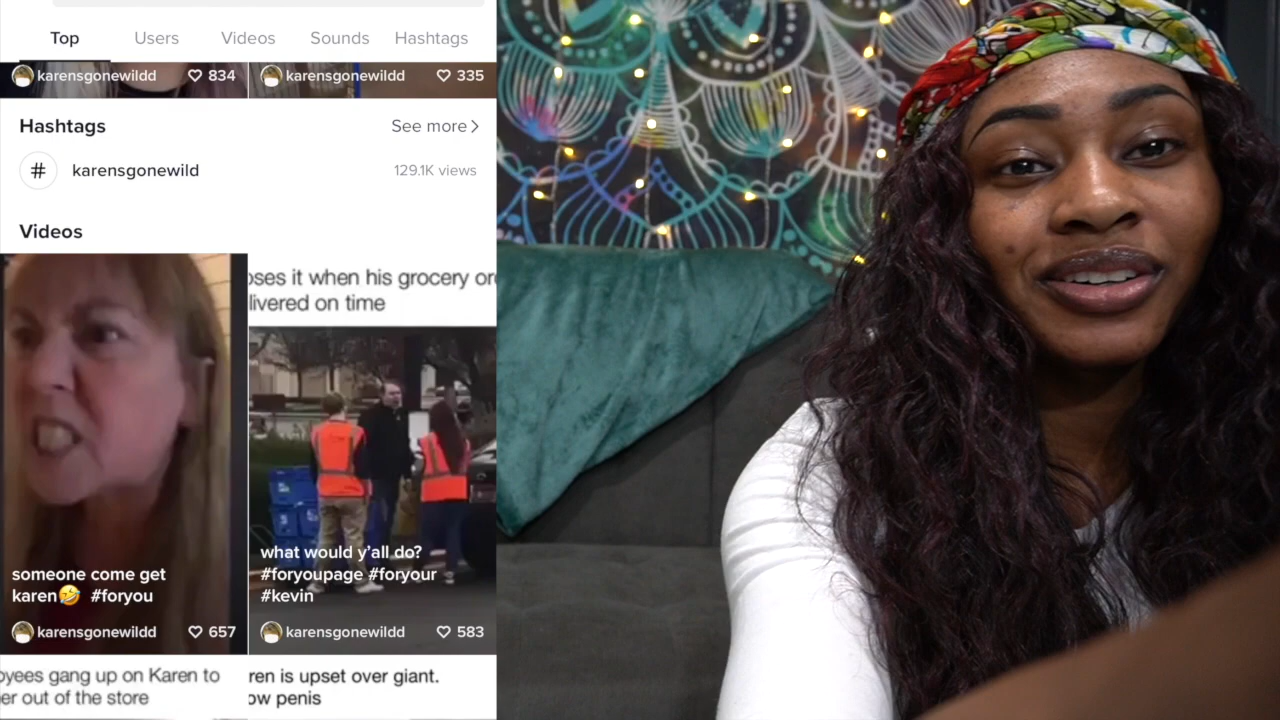 Top Users Videos Sounds Hashtags
karensgonewildd 834 karensgonewildd 335
Hashtags See more
# karensgonewild 129.1K views
Videos
oses it when his grocery or
livered on time
someone come get
karen🤣 #foryou
karensgonewildd 657
what would y'all do?
#foryoupage #foryour
#kevin
karensgonewildd 583
oyees gang up on Karen to
er out of the store
ren is upset over giant.
ow penis